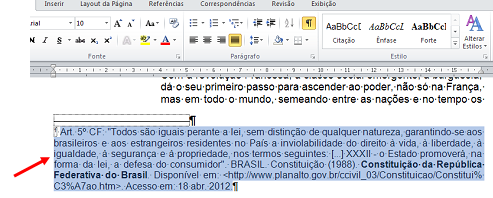 Inserir Layout da Página Referências Correspondências Revisão Exibição
Arial 10
Fonte Parágrafo Estilo
AaBbCcI AaBbCcI AaBbCcI
Citação Ênfase Forte
Alterar
Estilos
dá o seu primeiro passo para ascender ao poder, não só na França,
mas em todo o mundo, semeando entre as nações e no tempo os
¶
Art. 5º CF: "Todos são iguais perante a lei, sem distinção de qualquer natureza, garantindo-se aos
brasileiros e aos estrangeiros residentes no País a inviolabilidade do direito à vida, à liberdade, à
igualdade, à segurança e à propriedade, nos termos seguintes: [...] XXXII - o Estado promoverá, na
forma da lei, a defesa do consumidor". BRASIL. Constituição (1988). Constituição da República
Federativa do Brasil. Disponível em: <http://www.planalto.gov.br/ccivil_03/Constituicao/Constitui%
C3%A7ao.htm>. Acesso em: 18 abr. 2012.¶